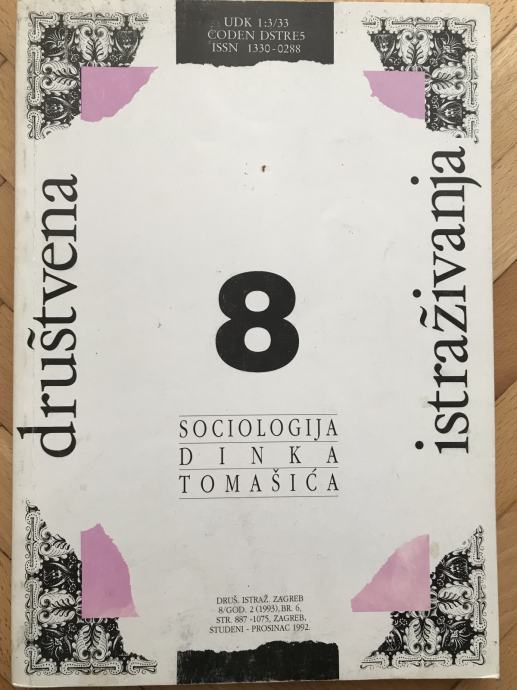 UDK 1:3/33
CODEN DSTRE5
ISSN 1330-0288
društvena
istraživanja
8
SOCIOLOGIJA
DINKA
TOMAŠIĆA
DRUŠ. ISTRAŽ. ZAGREB
8/GOD. 2 (1993), BR. 6,
STR. 887-1075, ZAGREB,
STUDENI - PROSINAC 1992.